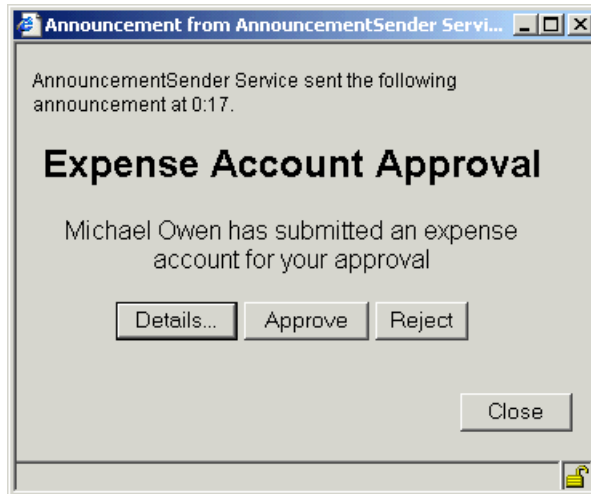 Announcement from AnnouncementSender Servi...
AnnouncementSender Service sent the following
announcement at 0:17.
Expense Account Approval
Michael Owen has submitted an expense
account for your approval
Details... Approve Reject
Close